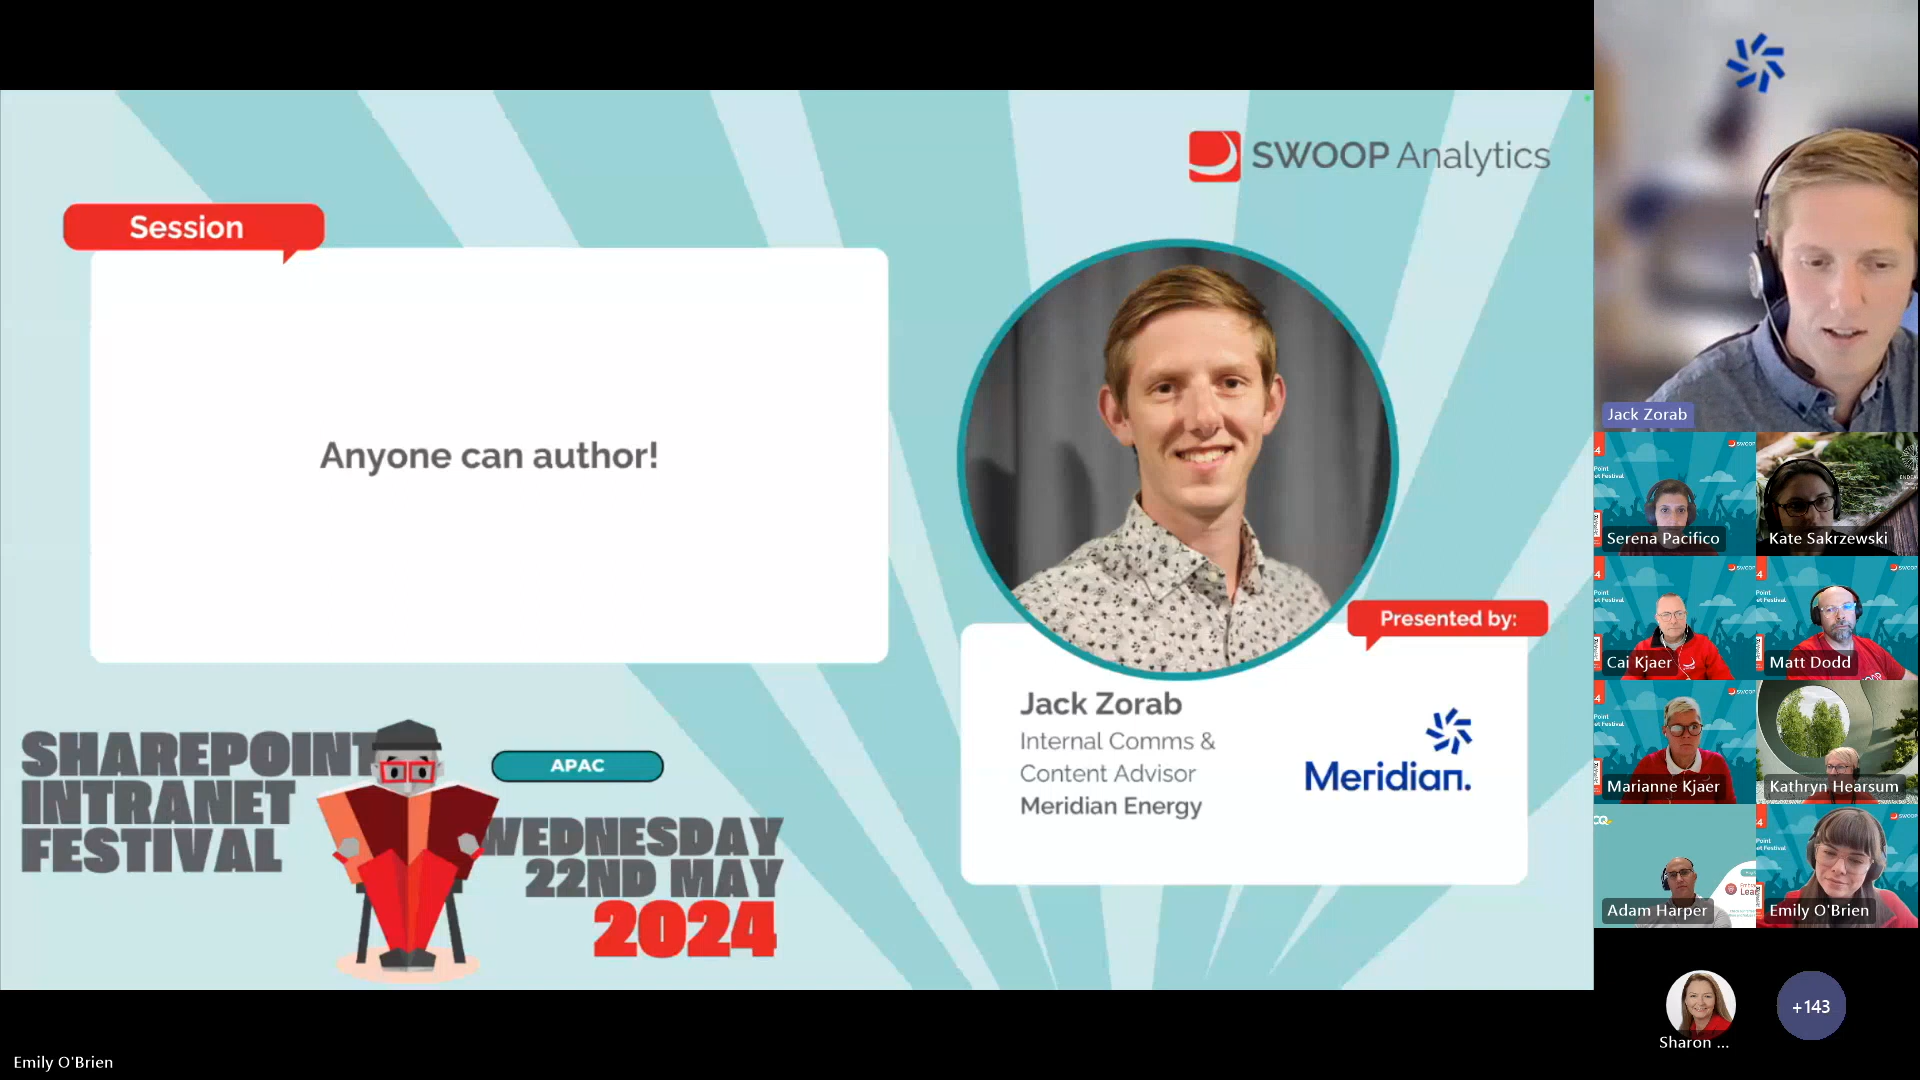 SWOOP Analytics
Session
Anyone can author!
Presented by:
Jack Zorab
Internal Comms &
Content Advisor
Meridian Energy
Meridian.
SHAREPOINT
INTRANET
FESTIVAL
APAC
WEDNESDAY
22ND MAY
2024
Emily O'Brien
Jack Zorab
Serena Pacifico
Kate Sakrzewski
Cai Kjaer
Matt Dodd
Marianne Kjaer
Kathryn Hearsum
Adam Harper
Emily O'Brien
Sharon ...
+143